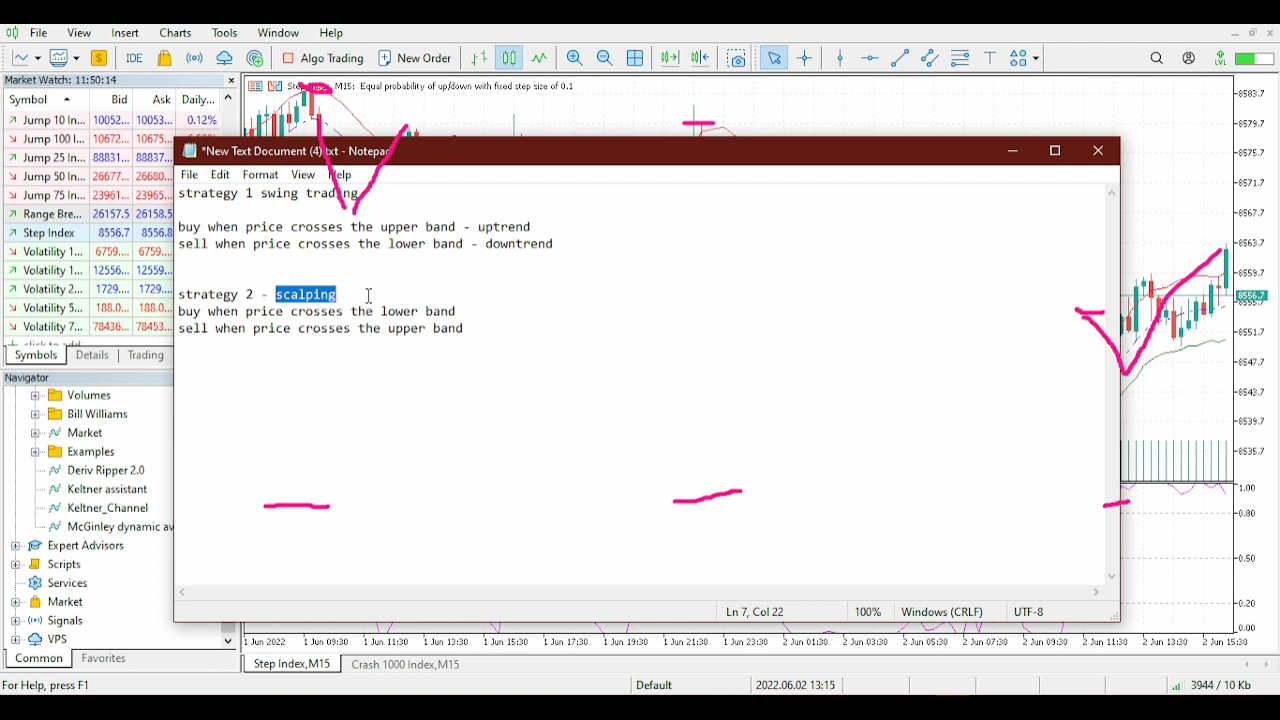 File View Insert Charts Tools Window Help
IDE Algo Trading New Order
Market Watch: 11:50:14
Symbol Bid Ask Daily...
Jump 10 In... 10052... 10053... 0.12%
Jump 100 I... 10672... 10675...
Jump 25 In... 88831... 88837...
Jump 50 In... 26677... 26680...
Jump 75 In... 23961... 23965...
Range Bre... 26157.5 26158.5
Step Index 8556.7 8556.8
Volatility 1... 6759.... 6759....
Volatility 1... 12556... 12559...
Volatility 2... 1729.... 1729....
Volatility 5... 188.0... 188.0...
Volatility 7... 78436... 78453...
Symbols Details Trading
Navigator
Volumes
Bill Williams
Market
Examples
Deriv Ripper 2.0
Keltner assistant
Keltner_Channel
McGinley dynamic av
Expert Advisors
Scripts
Services
Market
Signals
VPS
Common Favorites
M15: Equal probability of up/down with fixed step size of 0.1
*New Text Document (4).txt - Notepad
File Edit Format View Help
strategy 1 swing trading
buy when price crosses the upper band - uptrend
sell when price crosses the lower band - downtrend
strategy 2 - scalping
buy when price crosses the lower band
sell when price crosses the upper band
Ln 7, Col 22 100% Windows (CRLF) UTF-8
8583.7
8579.7
8575.7
8571.7
8567.7
8563.7
8559.7
8556.7
8555.7
8551.7
8547.7
8543.7
8539.7
8535.7
1.00
0.80
0.50
0.20
0.00
1 Jun 2022 1 Jun 09:30 1 Jun 11:30 1 Jun 13:30 1 Jun 15:30 1 Jun 17:30 1 Jun 19:30 1 Jun 21:30 1 Jun 23:30 2 Jun 01:30 2 Jun 03:30 2 Jun 05:30 2 Jun 07:30 2 Jun 09:30 2 Jun 11:30 2 Jun 13:30 2 Jun 15:30
Step Index,M15 Crash 1000 Index,M15
For Help, press F1 Default 2022.06.02 13:15 3944 / 10 Kb